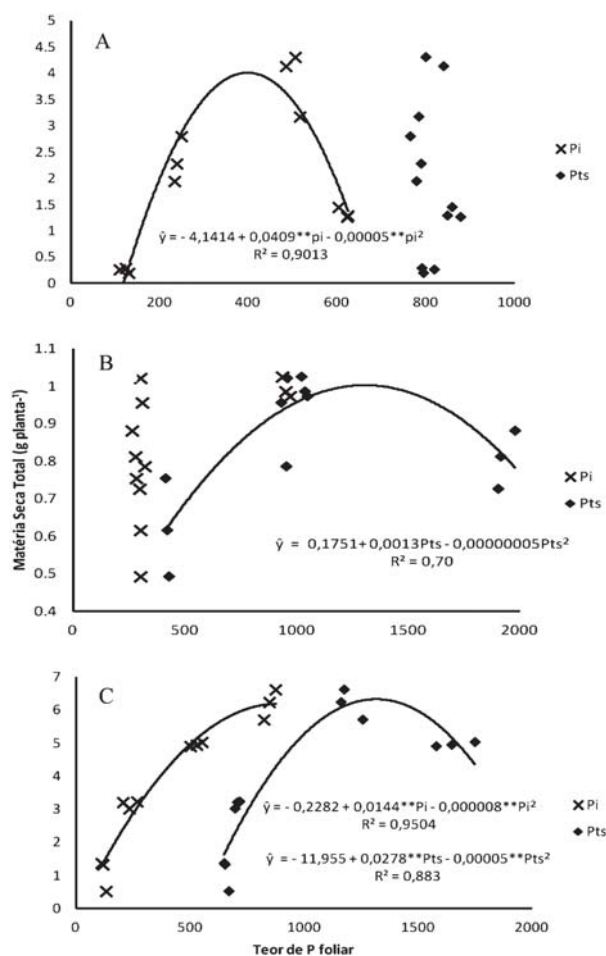 5
4.5
A
4
3.5
3
2.5
2
1.5
1
0.5
0
× Pi
◆ Pts
ŷ = - 4,1414 + 0,0409**pi - 0,00005**pi²
R² = 0,9013
0 200 400 600 800 1000
Matéria Seca Total (g planta⁻¹)
1.1
B
1
0.9
0.8
0.7
0.6
0.5
0.4
× Pi
◆ Pts
ŷ = 0,1751+ 0,0013Pts - 0,00000005Pts²
R² = 0,70
0 500 1000 1500 2000
7
C
6
5
4
3
2
1
0
ŷ = - 0,2282 + 0,0144**Pi - 0,000008**Pi²
R² = 0,9504
× Pi
◆ Pts
ŷ = - 11,955 + 0,0278**Pts - 0,00005**Pts²
R² = 0,883
0 500 1000 1500 2000
Teor de P foliar